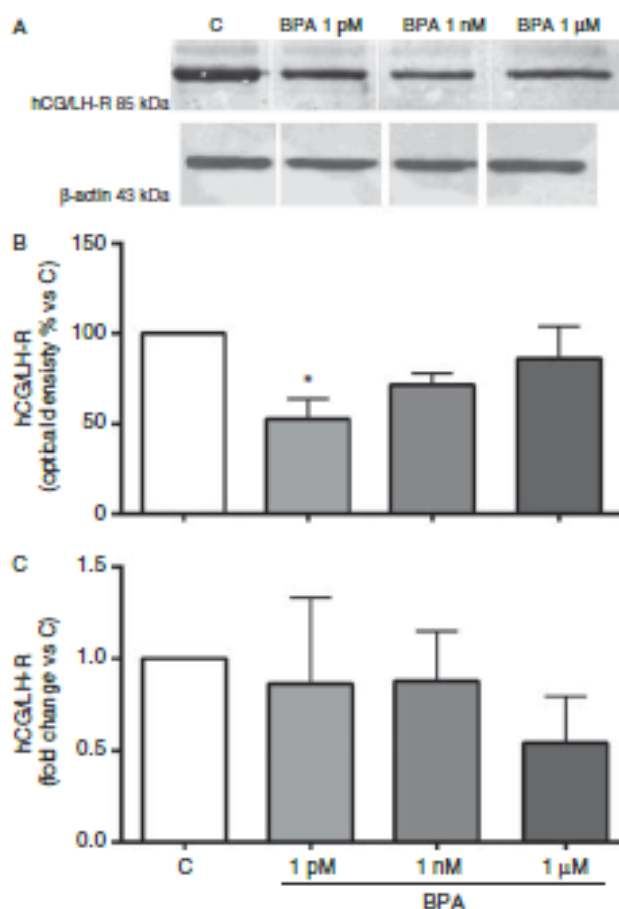 A
C BPA 1 pM BPA 1 nM BPA 1 µM
hCG/LH-R 85 kDa
β-actin 43 kDa
B
150
100
50
0
hCG/LH-R
(optical densisty % vs C)
*
C
1.5
1.0
0.5
0.0
hCG/LH-R
(fold change vs C)
C 1 pM 1 nM 1 µM
BPA